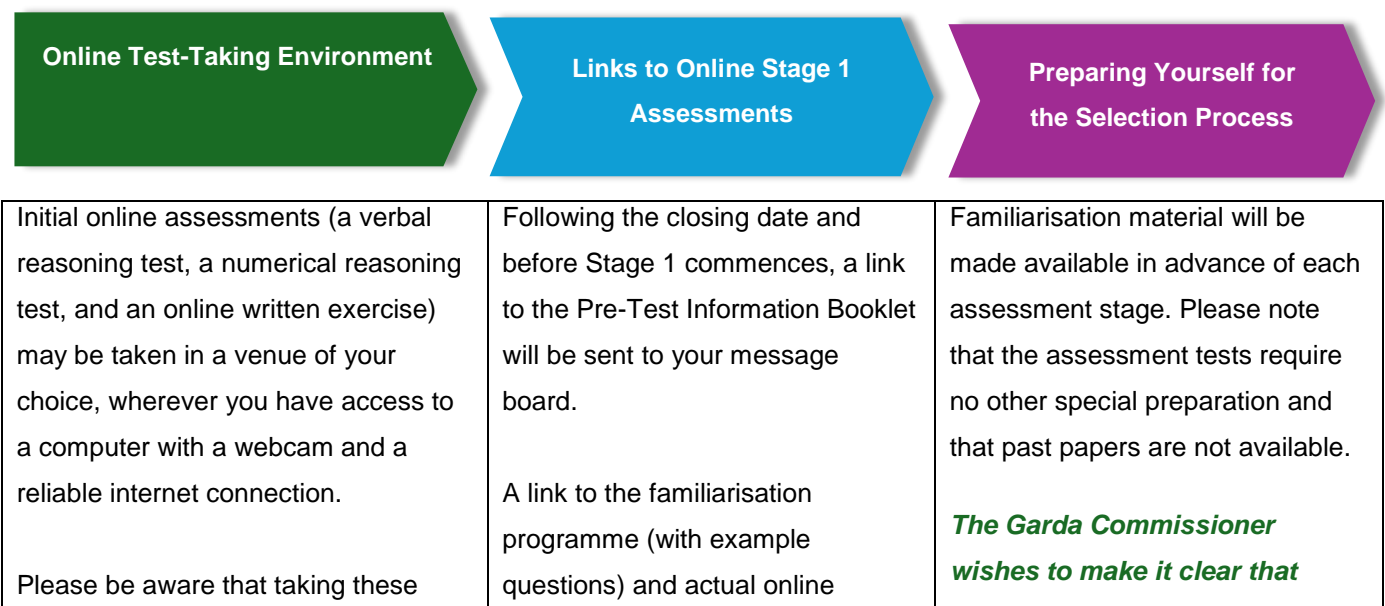 Online Test-Taking Environment
Links to Online Stage 1
Assessments
Preparing Yourself for
the Selection Process
Initial online assessments (a verbal
reasoning test, a numerical reasoning
test, and an online written exercise)
may be taken in a venue of your
choice, wherever you have access to
a computer with a webcam and a
reliable internet connection.
Please be aware that taking these
Following the closing date and
before Stage 1 commences, a link
to the Pre-Test Information Booklet
will be sent to your message
board.
A link to the familiarisation
programme (with example
questions) and actual online
Familiarisation material will be
made available in advance of each
assessment stage. Please note
that the assessment tests require
no other special preparation and
that past papers are not available.
The Garda Commissioner
wishes to make it clear that